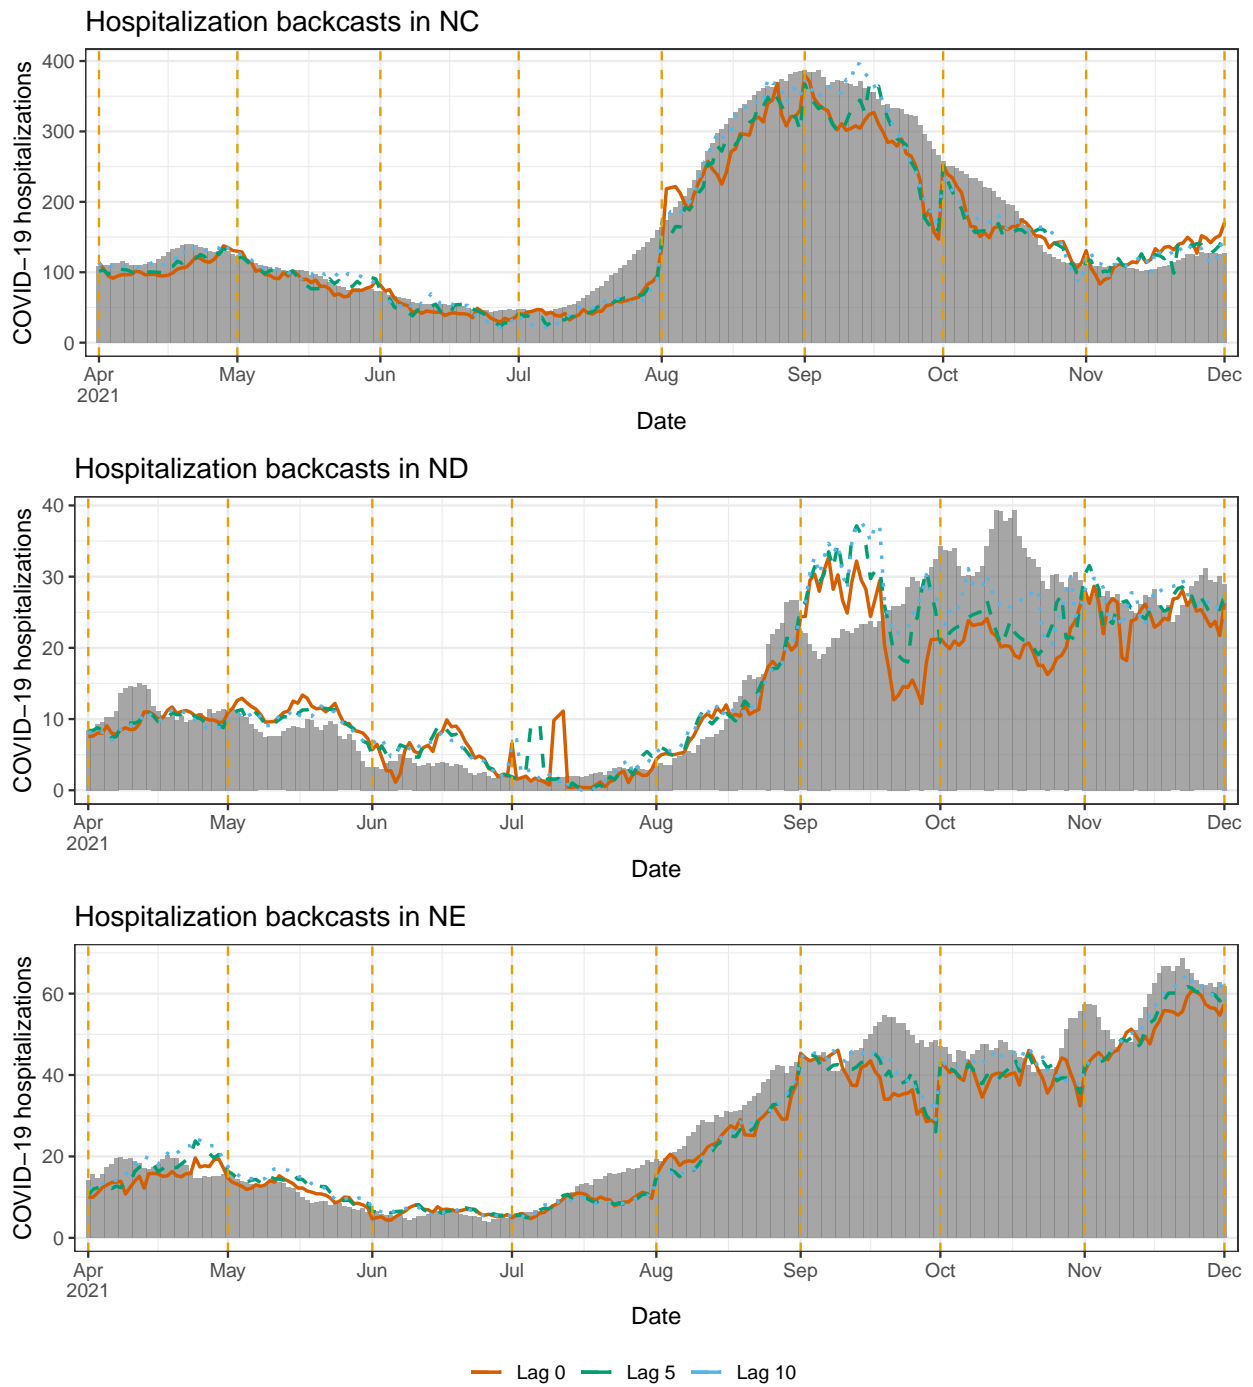 Hospitalization backcasts in NC
COVID−19 hospitalizations
400
300
200
100
0
Apr May Jun Jul Aug Sep Oct Nov Dec
2021
Date
Hospitalization backcasts in ND
COVID−19 hospitalizations
40
30
20
10
0
Apr May Jun Jul Aug Sep Oct Nov Dec
2021
Date
Hospitalization backcasts in NE
COVID−19 hospitalizations
60
40
20
0
Apr May Jun Jul Aug Sep Oct Nov Dec
2021
Date
Lag 0 Lag 5 Lag 10